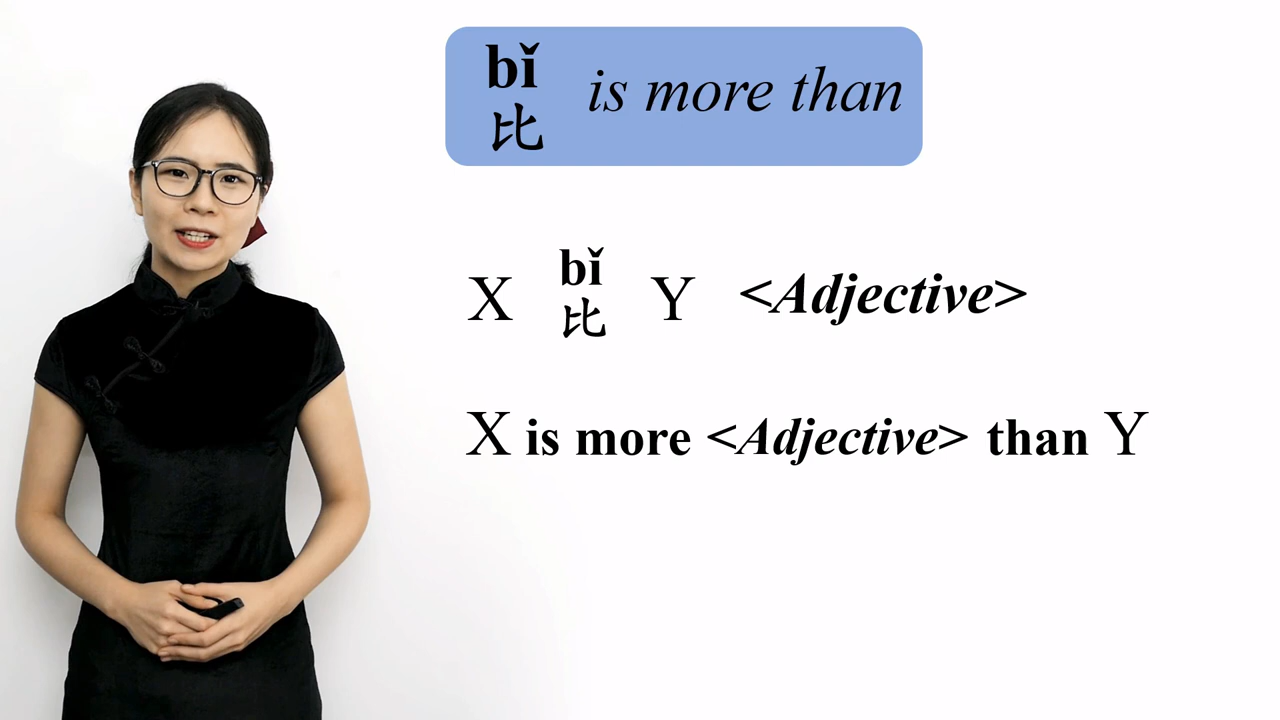 bǐ
比 is more than
bǐ
X 比 Y <Adjective>
X is more <Adjective> than Y